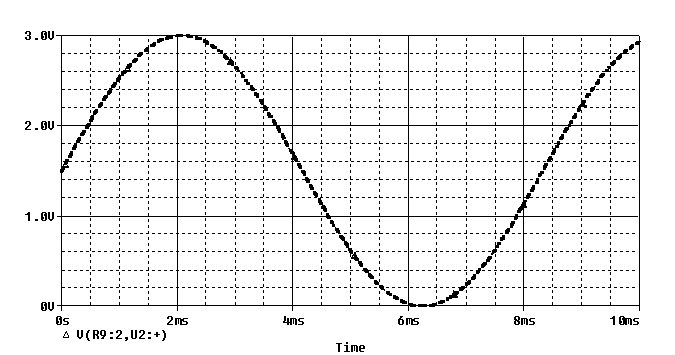 3.0V
2.0V
1.0V
0V
0s 2ms 4ms 6ms 8ms 10ms
V(R9:2,U2:+)
Time